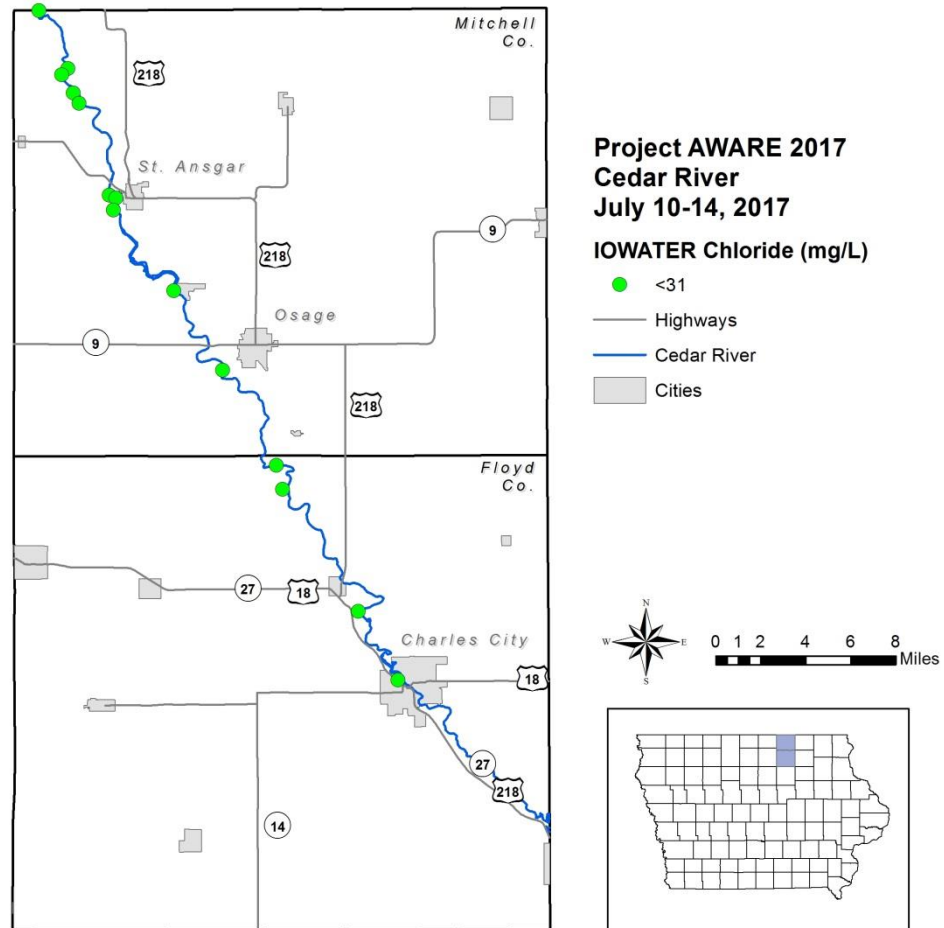 Mitchell
Co.
218
St. Ansgar
9
218
Osage
9
218
Floyd
Co.
27
18
Charles City
18
27
218
14
Project AWARE 2017
Cedar River
July 10-14, 2017
IOWATER Chloride (mg/L)
<31
Highways
Cedar River
Cities
N
W E
S
0 1 2 4 6 8
Miles